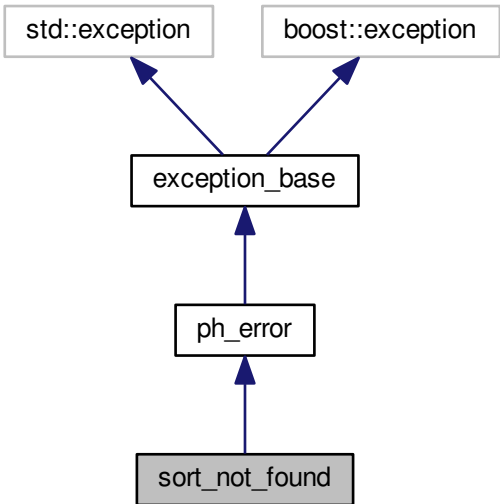 std::exception
boost::exception
exception_base
ph_error
sort_not_found